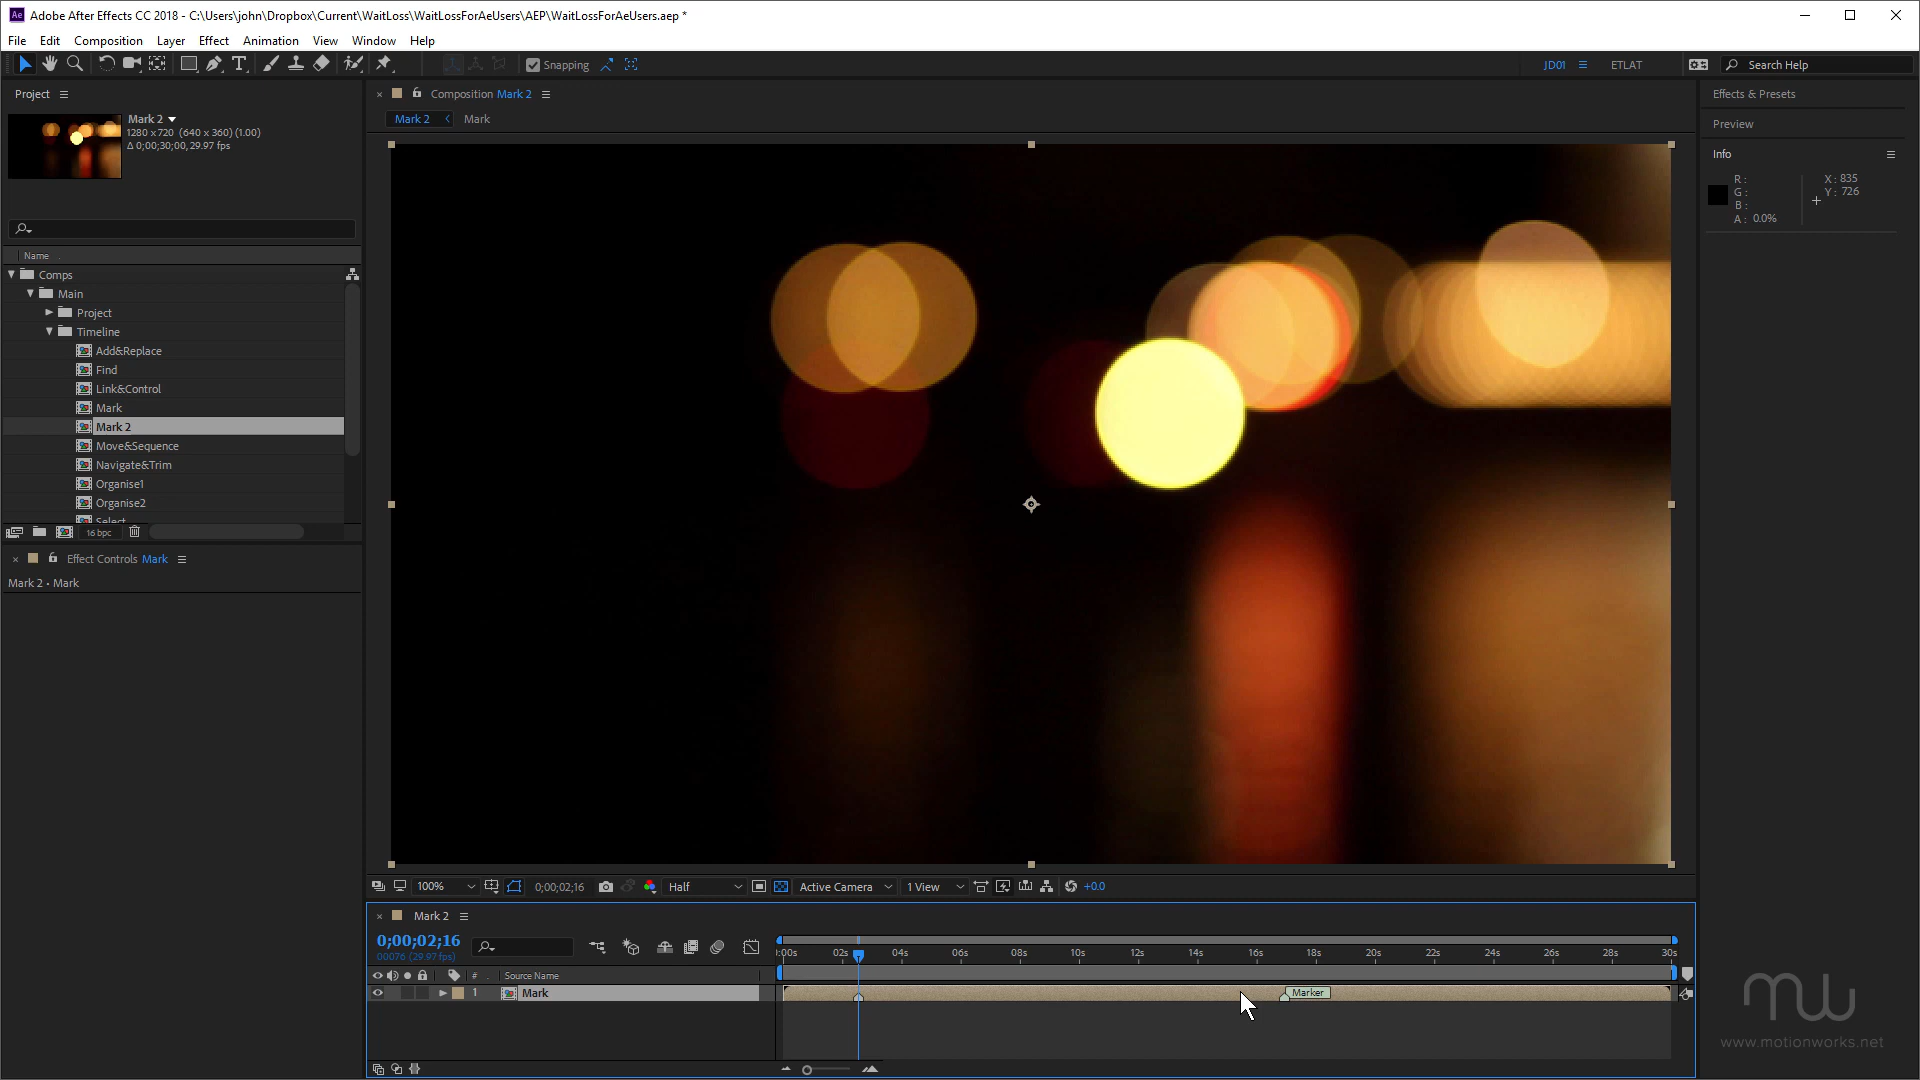 Ae Adobe After Effects CC 2018 - C:\Users\john\Dropbox\Current\WaitLoss\WaitLossForAeUsers\AEP\WaitLossForAeUsers.aep *
File Edit Composition Layer Effect Animation View Window Help
Snapping JD01 ETLAT Search Help
Project
Mark 2
1280 x 720 (640 x 360) (1.00)
Δ 0;00;30;00, 29.97 fps
Name
Comps
Main
Project
Timeline
Add&Replace
Find
Link&Control
Mark
Mark 2
Move&Sequence
Navigate&Trim
Organise1
Organise2
Select
16 bpc
Effect Controls Mark
Mark 2 • Mark
Composition Mark 2
Mark 2 Mark
100% 0;00;02;16 Half Active Camera 1 View +0.0
Effects & Presets
Preview
Info
R :
G :
B :
A : 0.0%
X : 835
Y : 726
Mark 2
0;00;02;16
00076 (29.97 fps)
:00s 02s 04s 06s 08s 10s 12s 14s 16s 18s 20s 22s 24s 26s 28s 30s
# Source Name
1 Mark
Marker
mw
www.motionworks.net